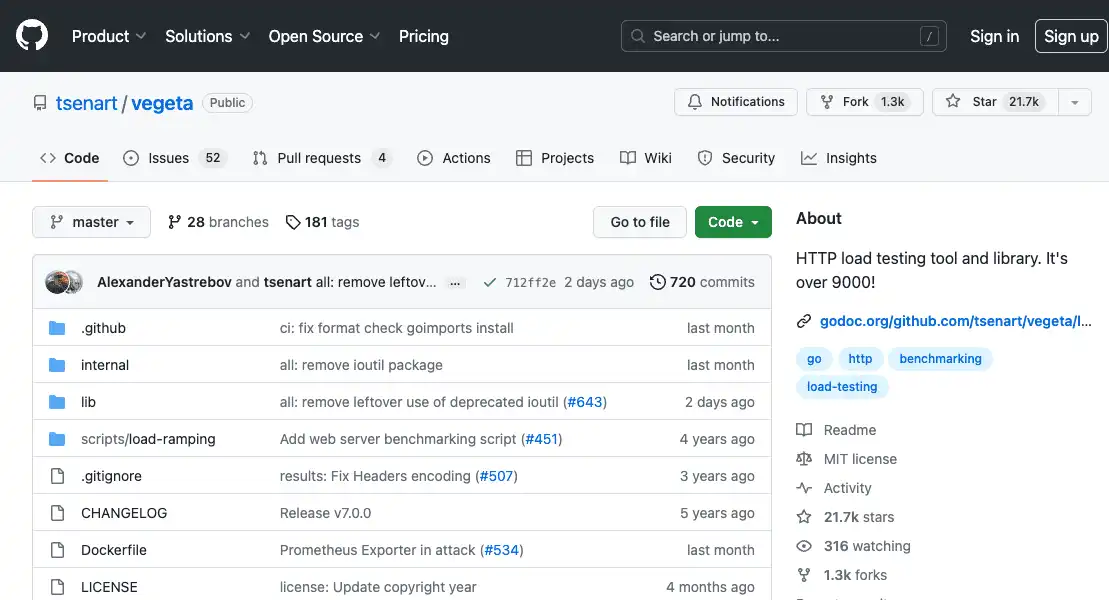 Product Solutions Open Source Pricing Search or jump to... / Sign in Sign up
tsenart / vegeta Public Notifications Fork 1.3k Star 21.7k
Code Issues 52 Pull requests 4 Actions Projects Wiki Security Insights
master 28 branches 181 tags Go to file Code
AlexanderYastrebov and tsenart all: remove leftov... ... 712ff2e 2 days ago 720 commits
.github ci: fix format check goimports install last month
internal all: remove ioutil package last month
lib all: remove leftover use of deprecated ioutil (#643) 2 days ago
scripts/load-ramping Add web server benchmarking script (#451) 4 years ago
.gitignore results: Fix Headers encoding (#507) 3 years ago
CHANGELOG Release v7.0.0 5 years ago
Dockerfile Prometheus Exporter in attack (#534) last month
LICENSE license: Update copyright year 4 months ago
About
HTTP load testing tool and library. It's
over 9000!
godoc.org/github.com/tsenart/vegeta/l...
go http benchmarking
load-testing
Readme
MIT license
Activity
21.7k stars
316 watching
1.3k forks